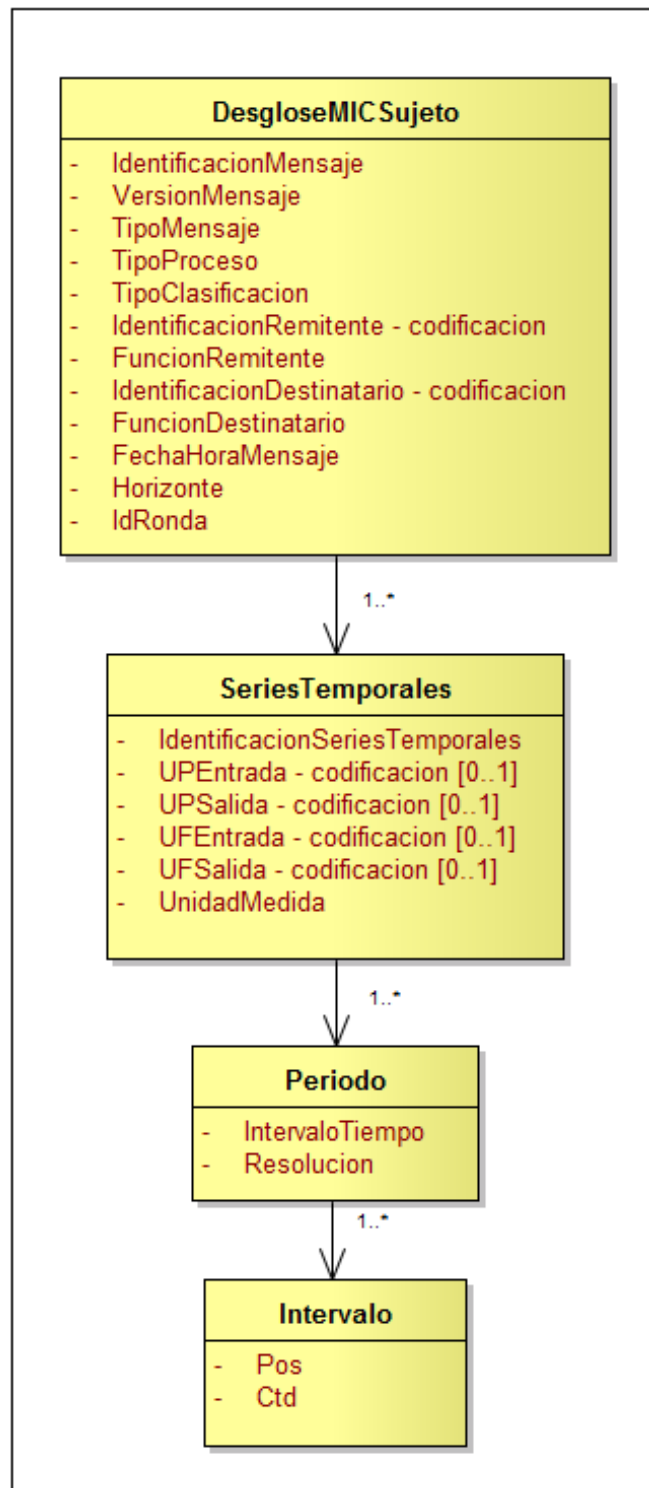 DesgloseMICSujeto
- IdentificacionMensaje
- VersionMensaje
- TipoMensaje
- TipoProceso
- TipoClasificacion
- IdentificacionRemitente - codificacion
- FuncionRemitente
- IdentificacionDestinatario - codificacion
- FuncionDestinatario
- FechaHoraMensaje
- Horizonte
- IdRonda
1..*
SeriesTemporales
- IdentificacionSeriesTemporales
- UPEntrada - codificacion [0..1]
- UPSalida - codificacion [0..1]
- UFEntrada - codificacion [0..1]
- UFSalida - codificacion [0..1]
- UnidadMedida
1..*
Periodo
- IntervaloTiempo
- Resolucion
1..*
Intervalo
- Pos
- Ctd